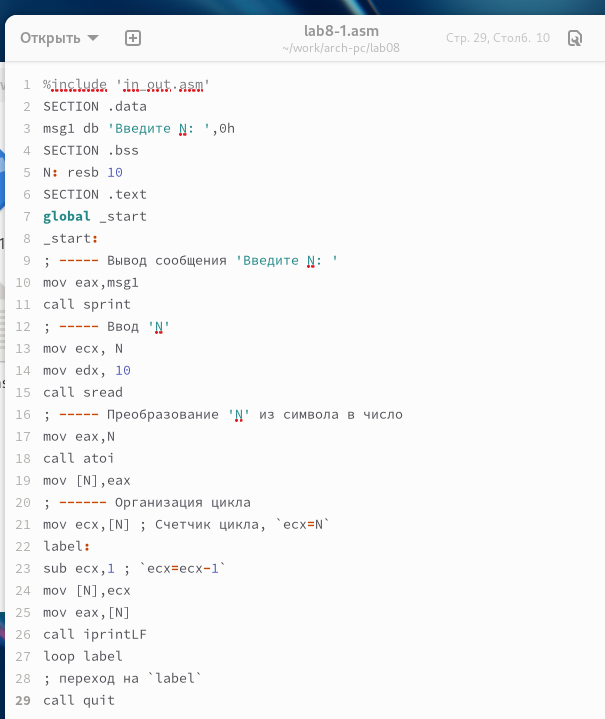 Открыть
lab8-1.asm
~/work/arch-pc/lab08
Стр. 29, Столб. 10
1 %include 'in_out.asm'
2 SECTION .data
3 msg1 db 'Введите N: ',0h
4 SECTION .bss
5 N: resb 10
6 SECTION .text
7 global _start
8 _start:
9 ; ----- Вывод сообщения 'Введите N: '
10 mov eax,msg1
11 call sprint
12 ; ----- Ввод 'N'
13 mov ecx, N
14 mov edx, 10
15 call sread
16 ; ----- Преобразование 'N' из символа в число
17 mov eax,N
18 call atoi
19 mov [N],eax
20 ; ------ Организация цикла
21 mov ecx,[N] ; Счетчик цикла, `ecx=N`
22 label:
23 sub ecx,1 ; `ecx=ecx-1`
24 mov [N],ecx
25 mov eax,[N]
26 call iprintLF
27 loop label
28 ; переход на `label`
29 call quit